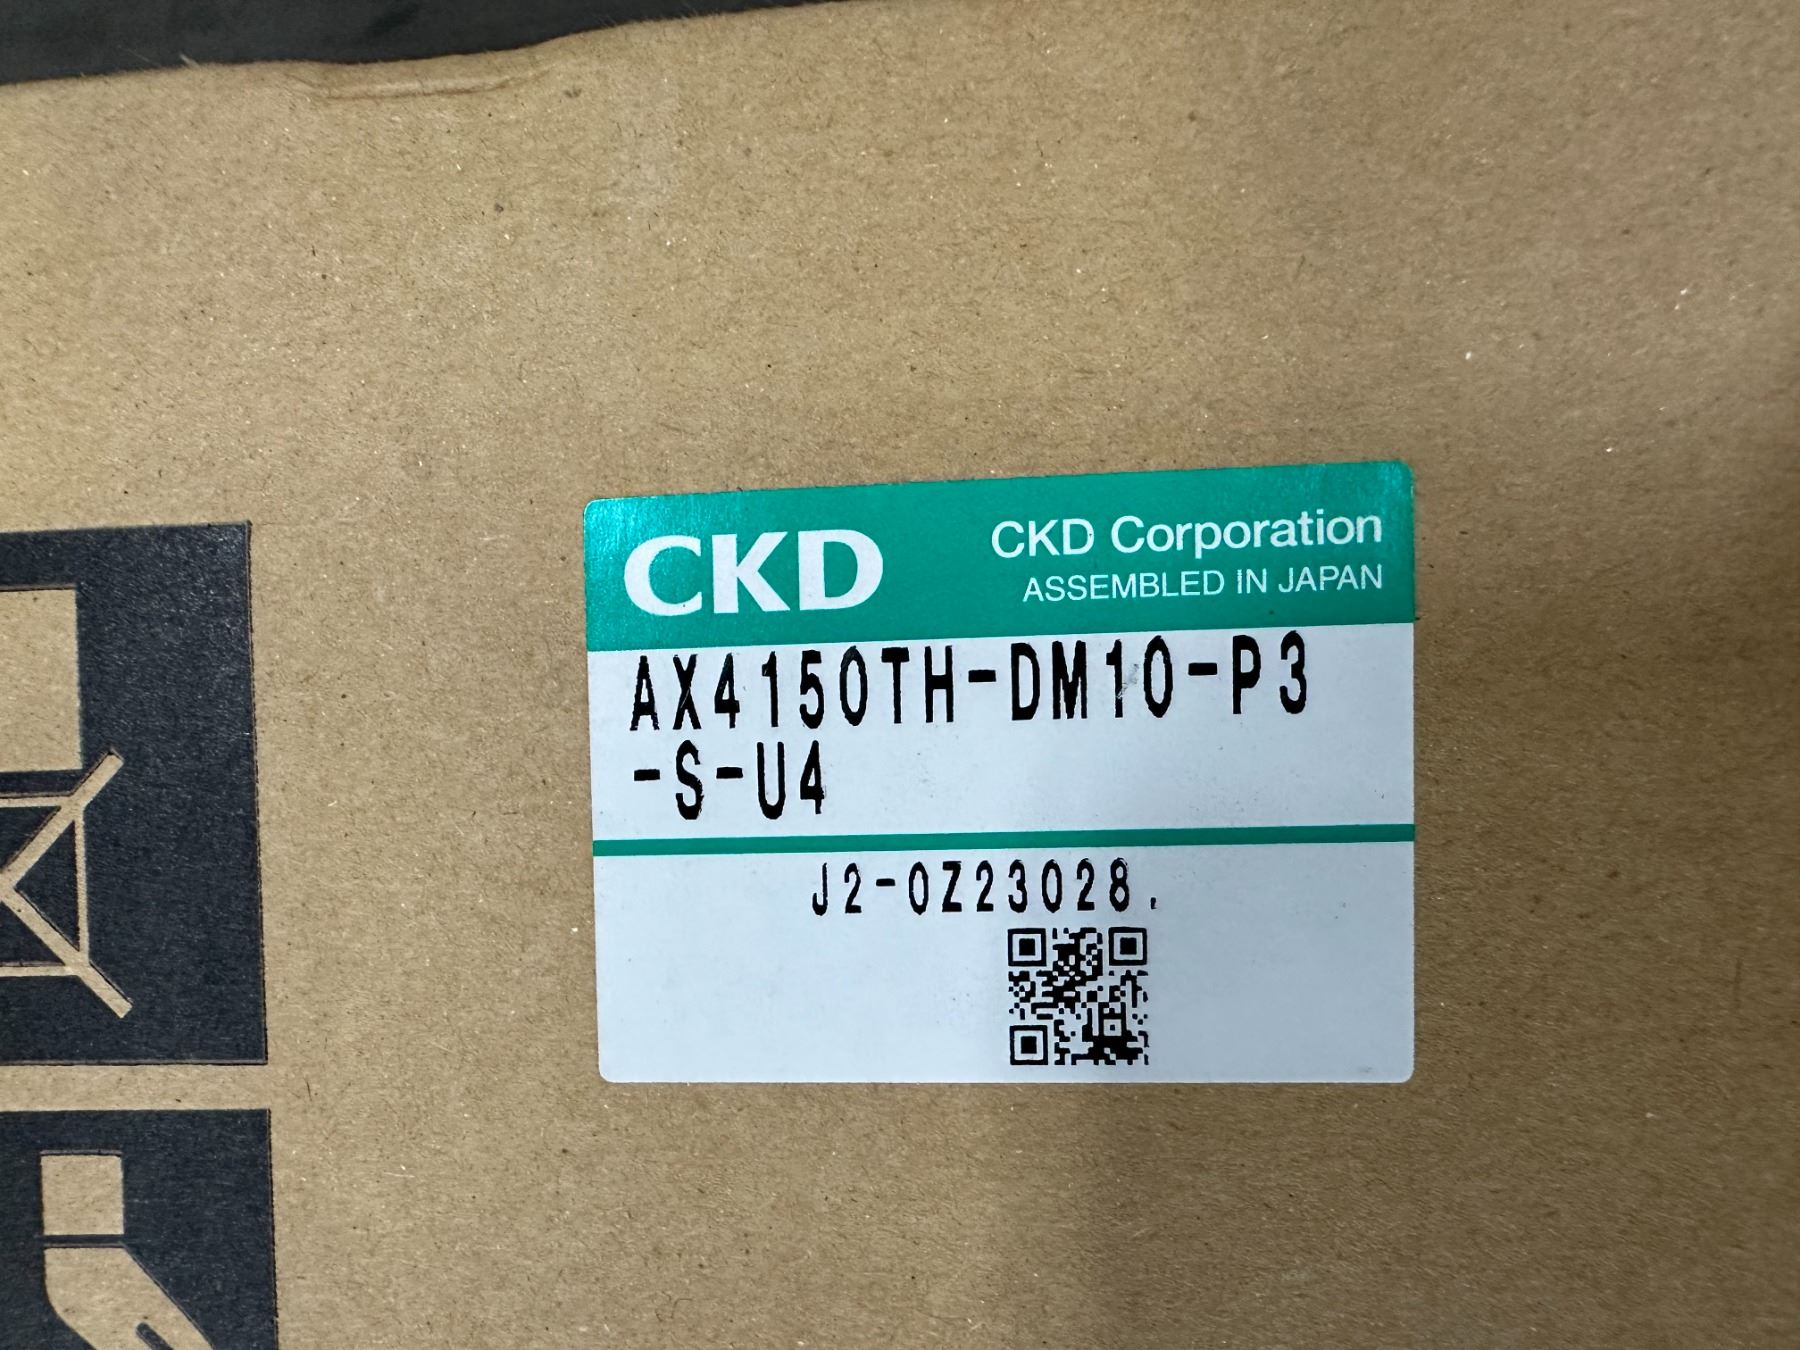 CKD
CKD Corporation
ASSEMBLED IN JAPAN
AX4150TH-DM10-P3
-S-U4
J2-0Z23028.